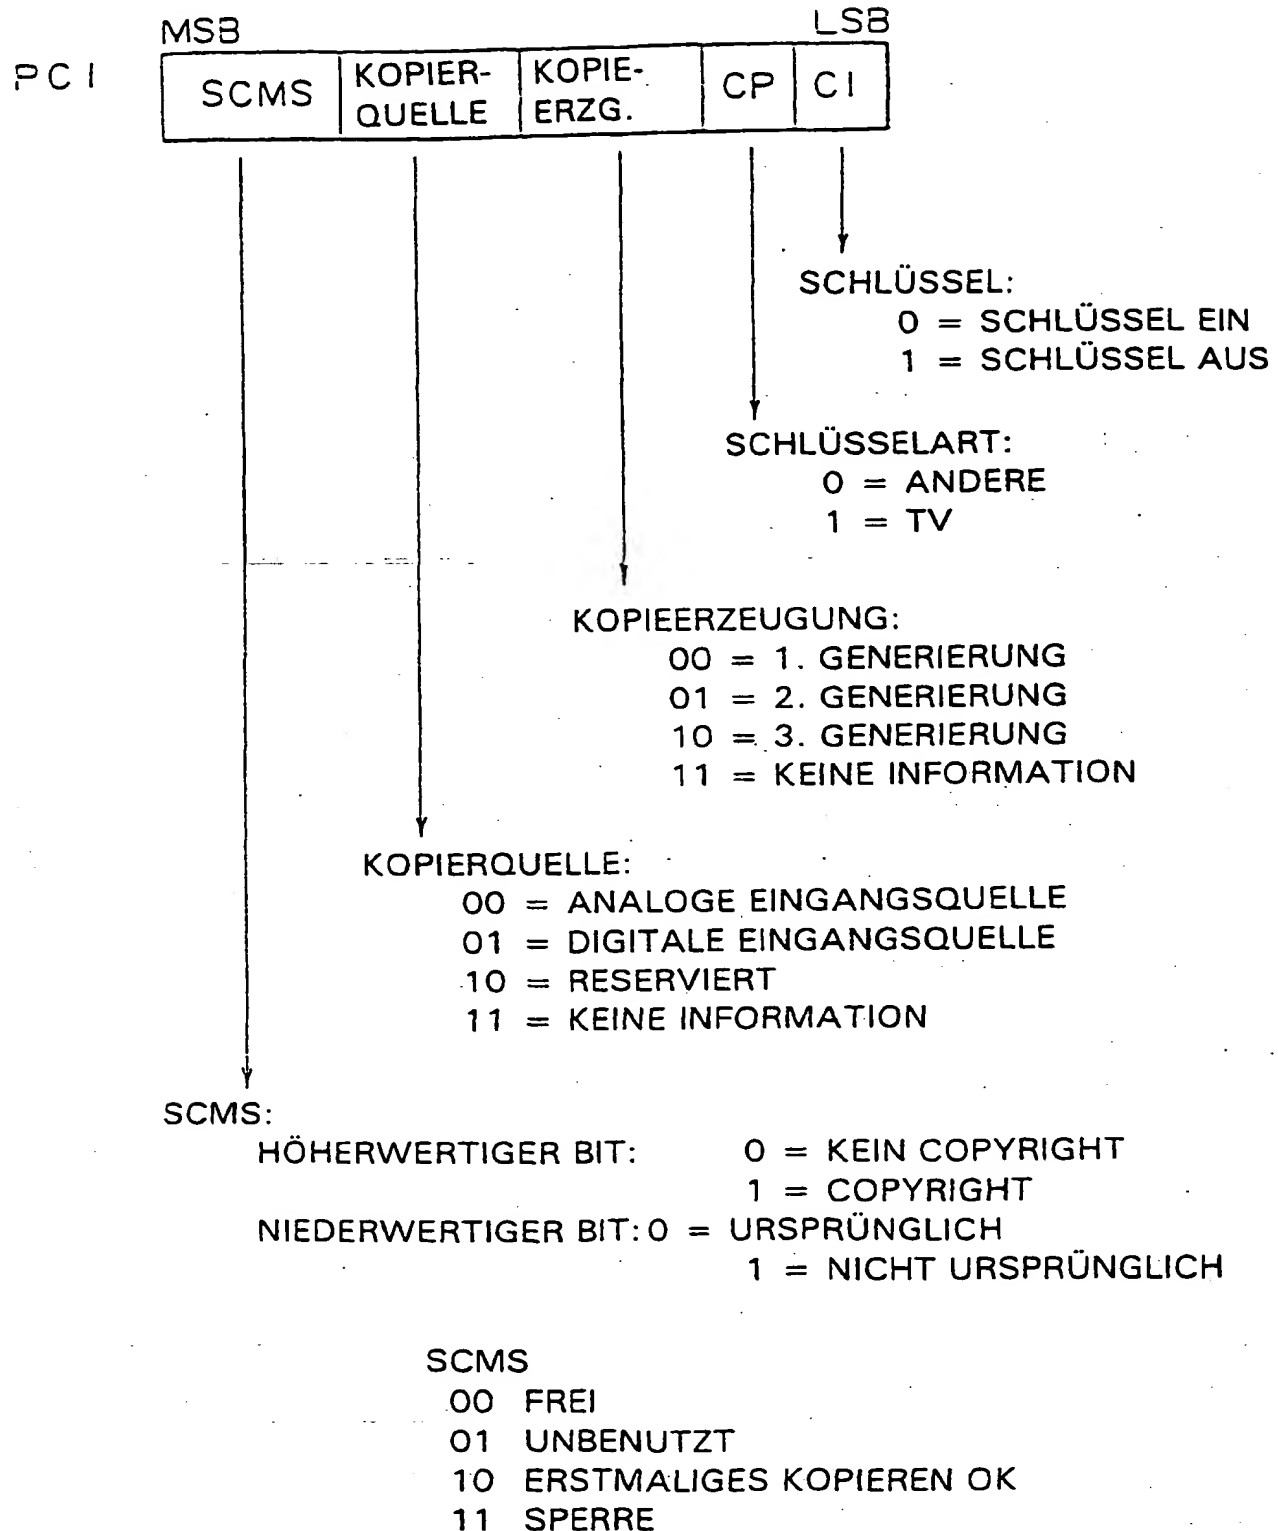 MSB LSB
PCI
SCMS KOPIER- KOPIE- CP CI
QUELLE ERZG.
SCHLÜSSEL:
0 = SCHLÜSSEL EIN
1 = SCHLÜSSEL AUS
SCHLÜSSELART:
0 = ANDERE
1 = TV
KOPIEERZEUGUNG:
00 = 1. GENERIERUNG
01 = 2. GENERIERUNG
10 = 3. GENERIERUNG
11 = KEINE INFORMATION
KOPIERQUELLE:
00 = ANALOGE EINGANGSQUELLE
01 = DIGITALE EINGANGSQUELLE
10 = RESERVIERT
11 = KEINE INFORMATION
SCMS:
HÖHERWERTIGER BIT: 0 = KEIN COPYRIGHT
1 = COPYRIGHT
NIEDERWERTIGER BIT: 0 = URSPRÜNGLICH
1 = NICHT URSPRÜNGLICH
SCMS
00 FREI
01 UNBENUTZT
10 ERSTMALIGES KOPIEREN OK
11 SPERRE